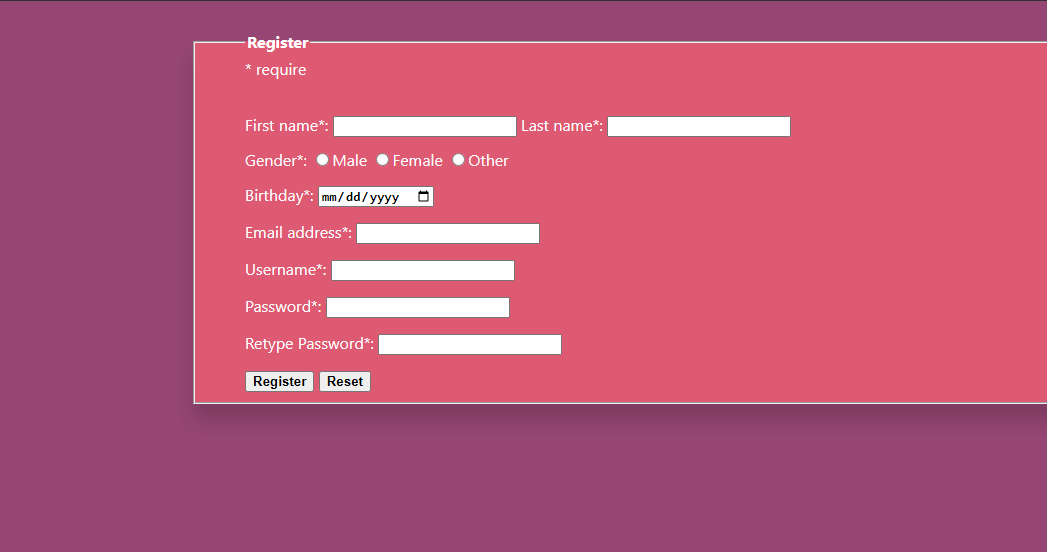 Register
* require
First name*: Last name*:
Gender*: Male Female Other
Birthday*: mm/dd/yyyy
Email address*:
Username*:
Password*:
Retype Password*:
Register Reset